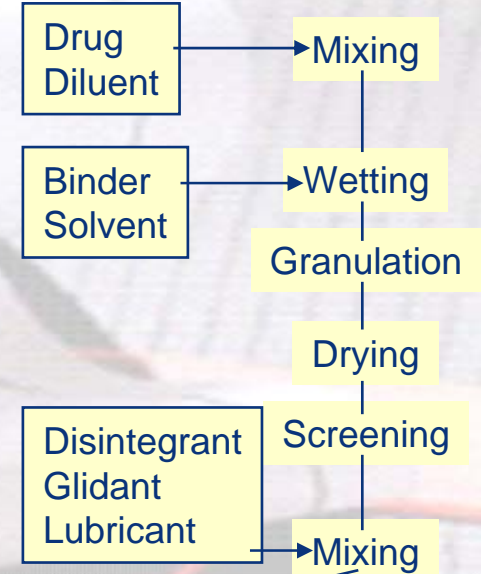 Drug
Diluent
Mixing
Binder
Solvent
Wetting
Granulation
Drying
Screening
Disintegrant
Glidant
Lubricant
Mixing